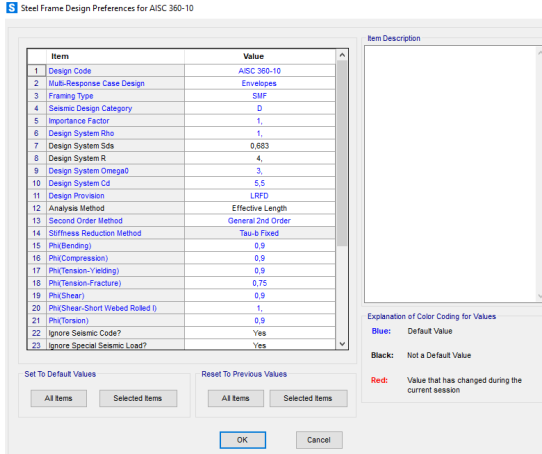 S Steel Frame Design Preferences for AISC 360-10
Item Value
1 Design Code AISC 360-10
2 Multi-Response Case Design Envelopes
3 Framing Type SMF
4 Seismic Design Category D
5 Importance Factor 1,
6 Design System Rho 1,
7 Design System Sds 0,683
8 Design System R 4,
9 Design System Omega0 3,
10 Design System Cd 5,5
11 Design Provision LRFD
12 Analysis Method Effective Length
13 Second Order Method General 2nd Order
14 Stiffness Reduction Method Tau-b Fixed
15 Phi(Bending) 0,9
16 Phi(Compression) 0,9
17 Phi(Tension-Yielding) 0,9
18 Phi(Tension-Fracture) 0,75
19 Phi(Shear) 0,9
20 Phi(Shear-Short Webed Rolled I) 1,
21 Phi(Torsion) 0,9
22 Ignore Seismic Code? Yes
23 Ignore Special Seismic Load? Yes
Set To Default Values
All Items Selected Items
Reset To Previous Values
All Items Selected Items
Item Description
Explanation of Color Coding for Values
Blue: Default Value
Black: Not a Default Value
Red: Value that has changed during the
current session
OK Cancel